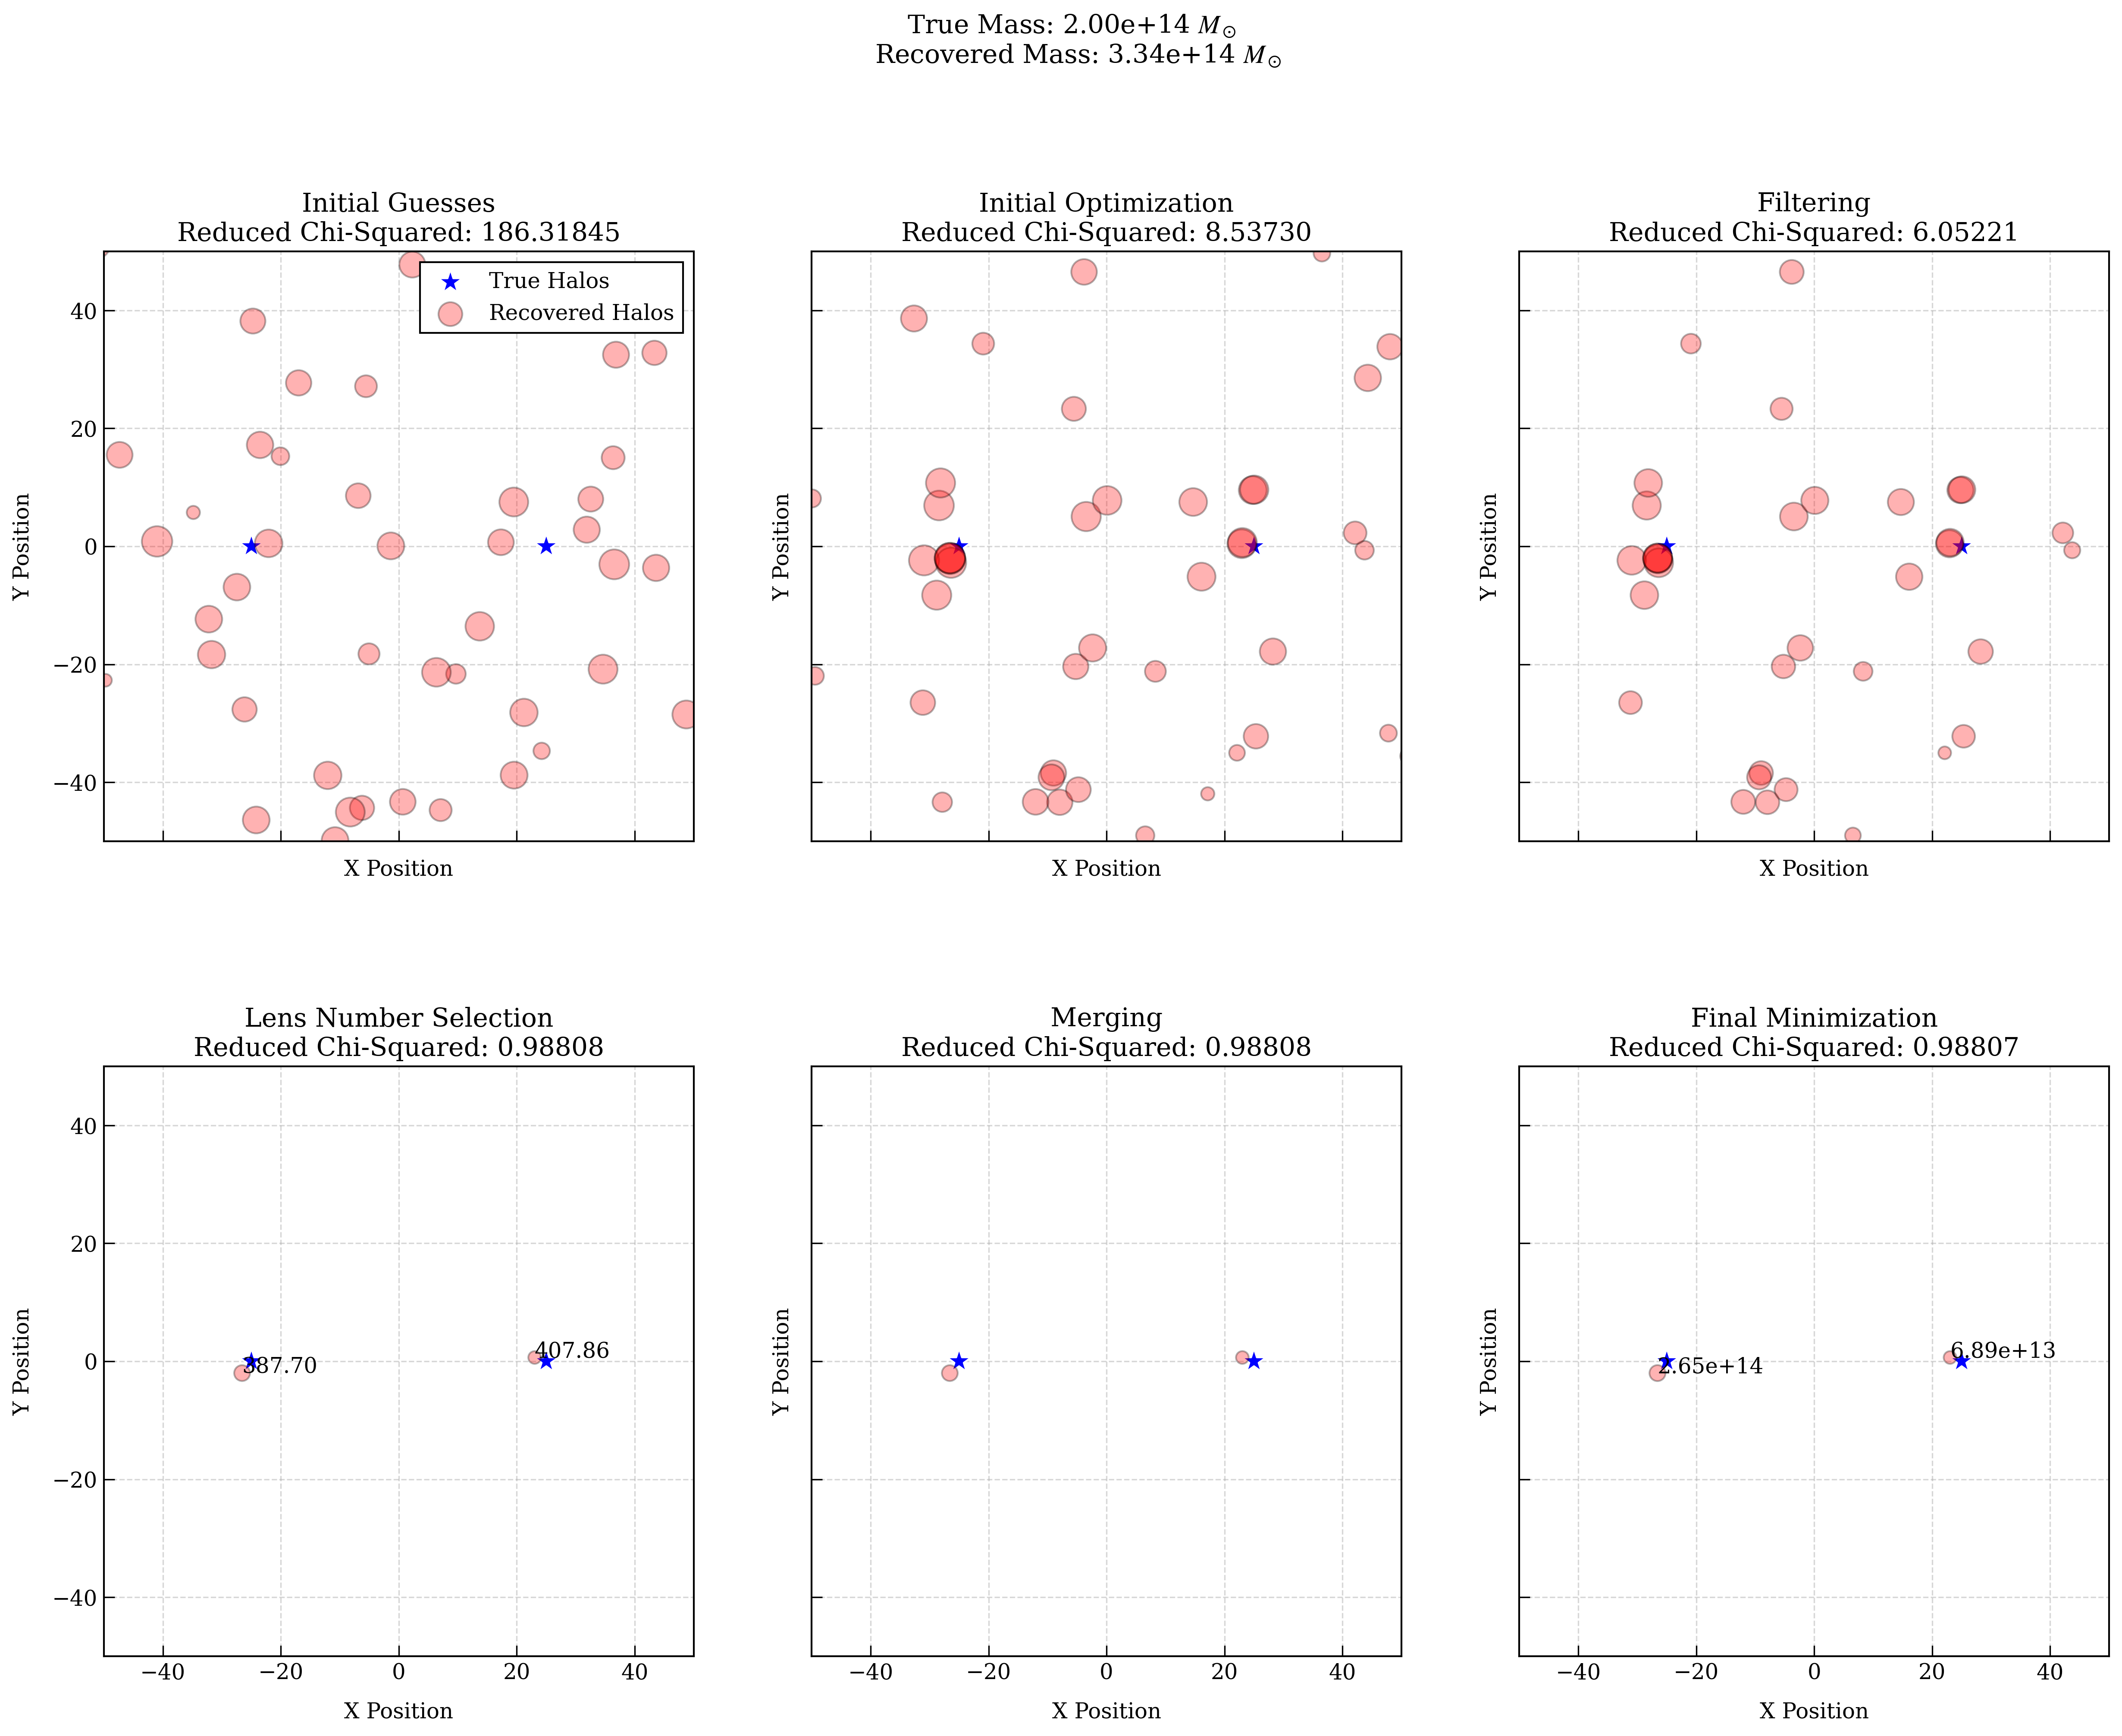 True Mass: 2.00e+14 M⊙
Recovered Mass: 3.34e+14 M⊙
Initial Guesses
Reduced Chi-Squared: 186.31845
True Halos
Recovered Halos
40
20
0
−20
−40
Y Position
X Position
Initial Optimization
Reduced Chi-Squared: 8.53730
Y Position
X Position
Filtering
Reduced Chi-Squared: 6.05221
Y Position
X Position
Lens Number Selection
Reduced Chi-Squared: 0.98808
407.86
40
20
0
−20
−40
Y Position
−40 −20 0 20 40
X Position
Merging
Reduced Chi-Squared: 0.98808
Y Position
−40 −20 0 20 40
X Position
Final Minimization
Reduced Chi-Squared: 0.98807
6.89e+13
2.65e+14
Y Position
−40 −20 0 20 40
X Position